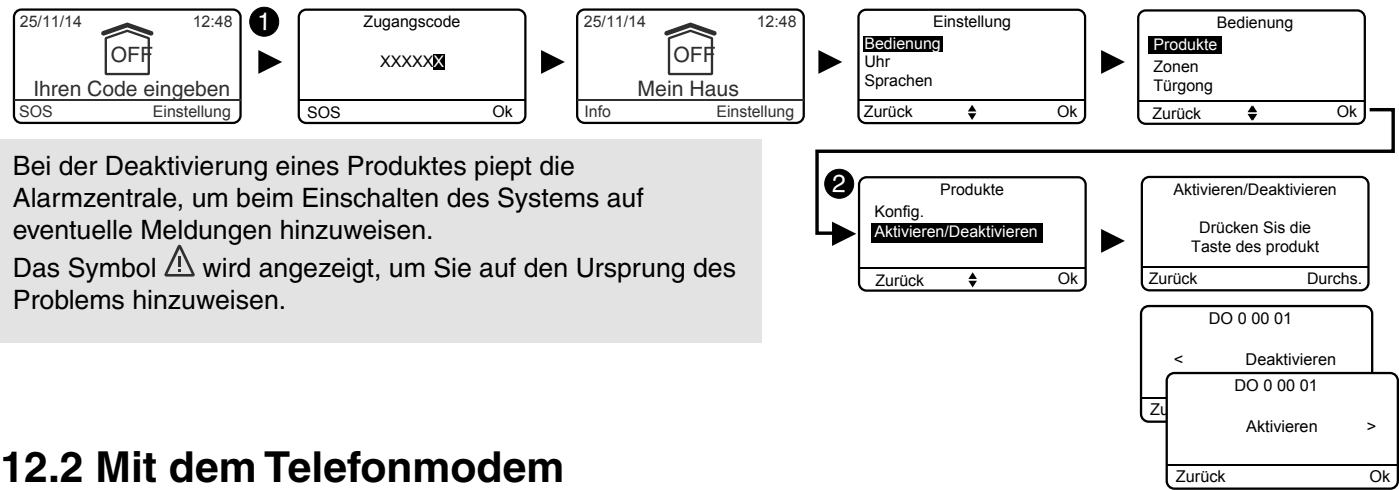 25/11/14 12:48
OFF
Ihren Code eingeben
SOS Einstellung
1
Zugangscode
XXXXXX
SOS Ok
25/11/14 12:48
OFF
Mein Haus
Info Einstellung
Einstellung
Bedienung
Uhr
Sprachen
Zurück Ok
Bedienung
Produkte
Zonen
Türgong
Zurück Ok
Bei der Deaktivierung eines Produktes piept die
Alarmzentrale, um beim Einschalten des Systems auf
eventuelle Meldungen hinzuweisen.
Das Symbol ⚠ wird angezeigt, um Sie auf den Ursprung des
Problems hinzuweisen.
2
Produkte
Konfig.
Aktivieren/Deaktivieren
Zurück Ok
Aktivieren/Deaktivieren
Drücken Sis die
Taste des produkt
Zurück Durchs.
DO 0 00 01
< Deaktivieren
Zu
DO 0 00 01
Aktivieren >
Zurück Ok
12.2 Mit dem Telefonmodem